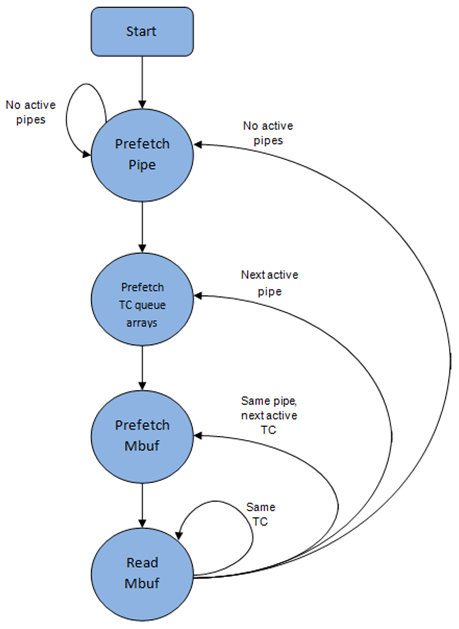 Start
No active
pipes
No active
pipes
Prefetch
Pipe
Next active
pipe
Prefetch
TC queue
arrays
Same pipe,
next active
TC
Prefetch
Mbuf
Same
TC
Read
Mbuf